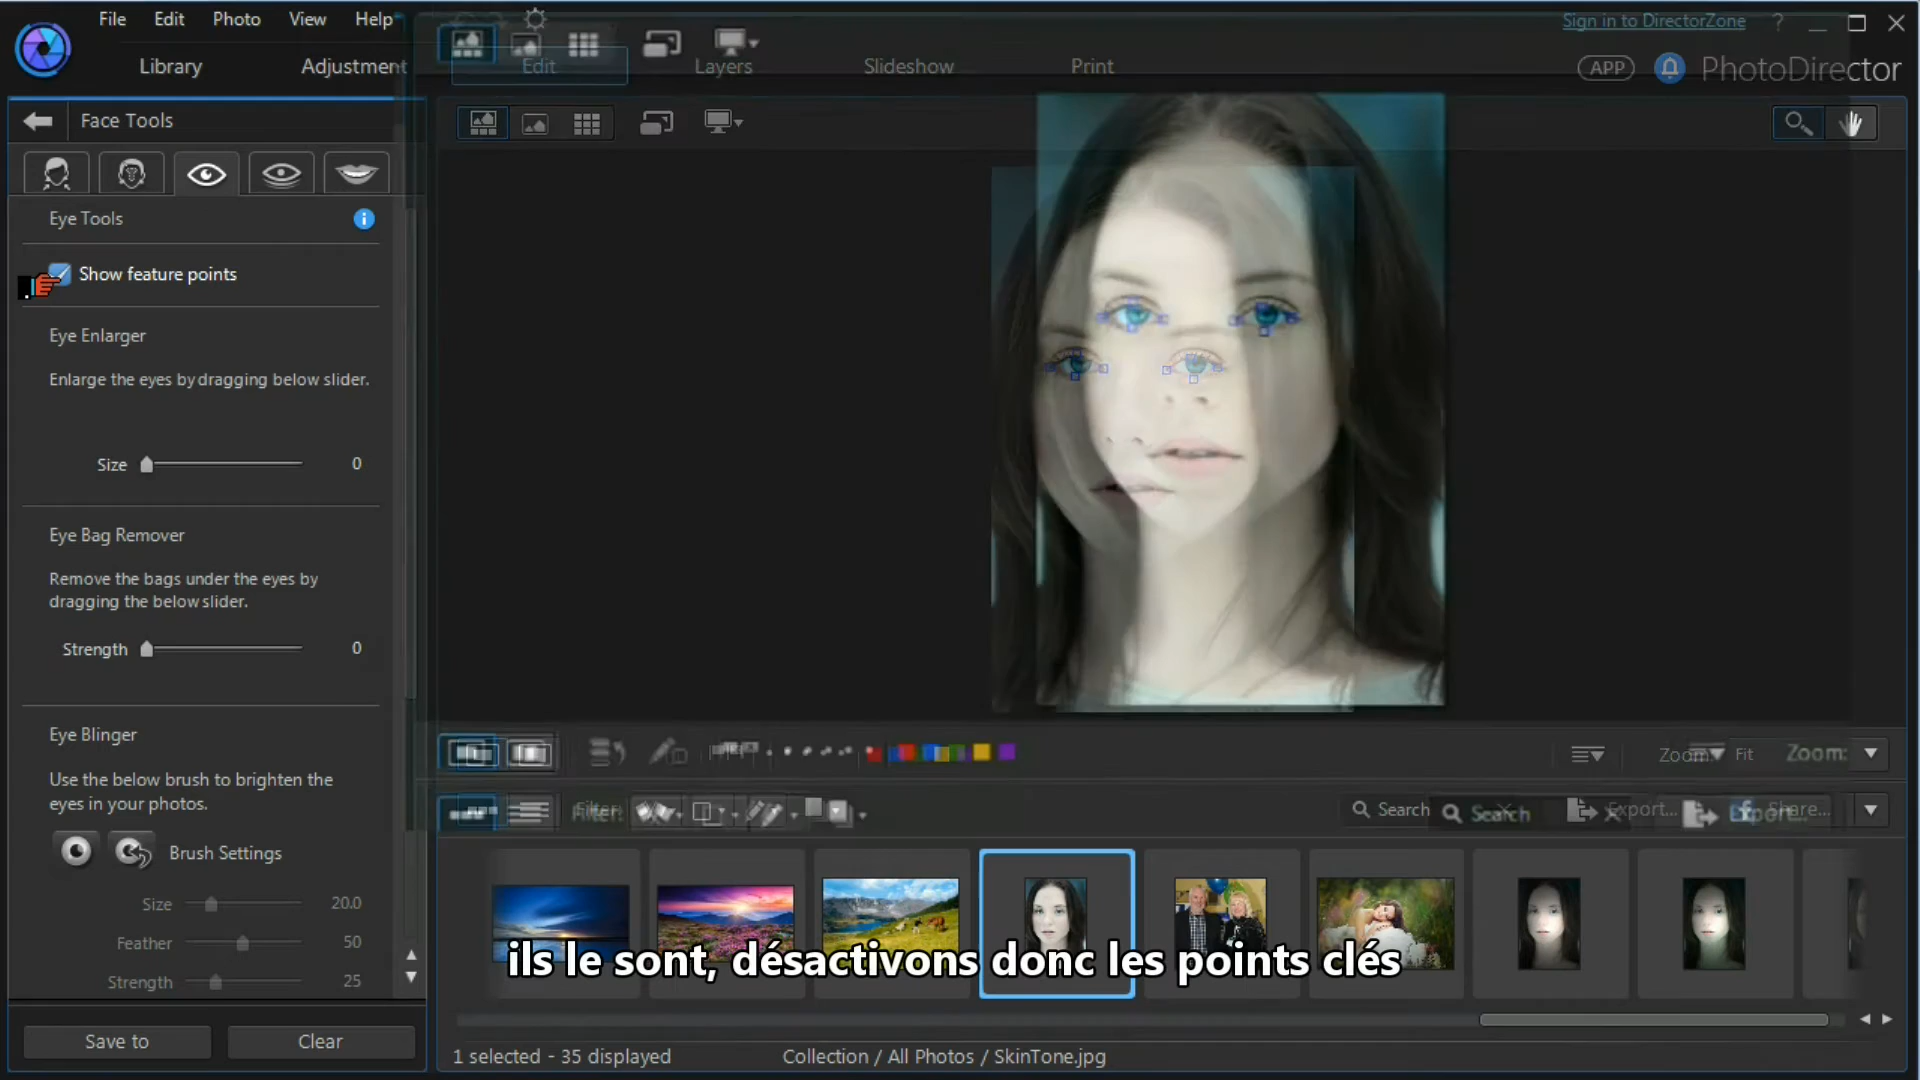 File Edit Photo View Help
Sign in to DirectorZone ?
Library Adjustment Edit Layers Slideshow Print
APP PhotoDirector
Face Tools
Eye Tools
Show feature points
Eye Enlarger
Enlarge the eyes by dragging below slider.
Size 0
Eye Bag Remover
Remove the bags under the eyes by
dragging the below slider.
Strength 0
Eye Blinger
Use the below brush to brighten the
eyes in your photos.
Brush Settings
Size 20.0
Feather 50
Strength 25
Save to Clear
Zoom: Fit Zoom:
Filter: Search Search Export... Share... Export...
ils le sont, désactivons donc les points clés
1 selected - 35 displayed Collection / All Photos / SkinTone.jpg